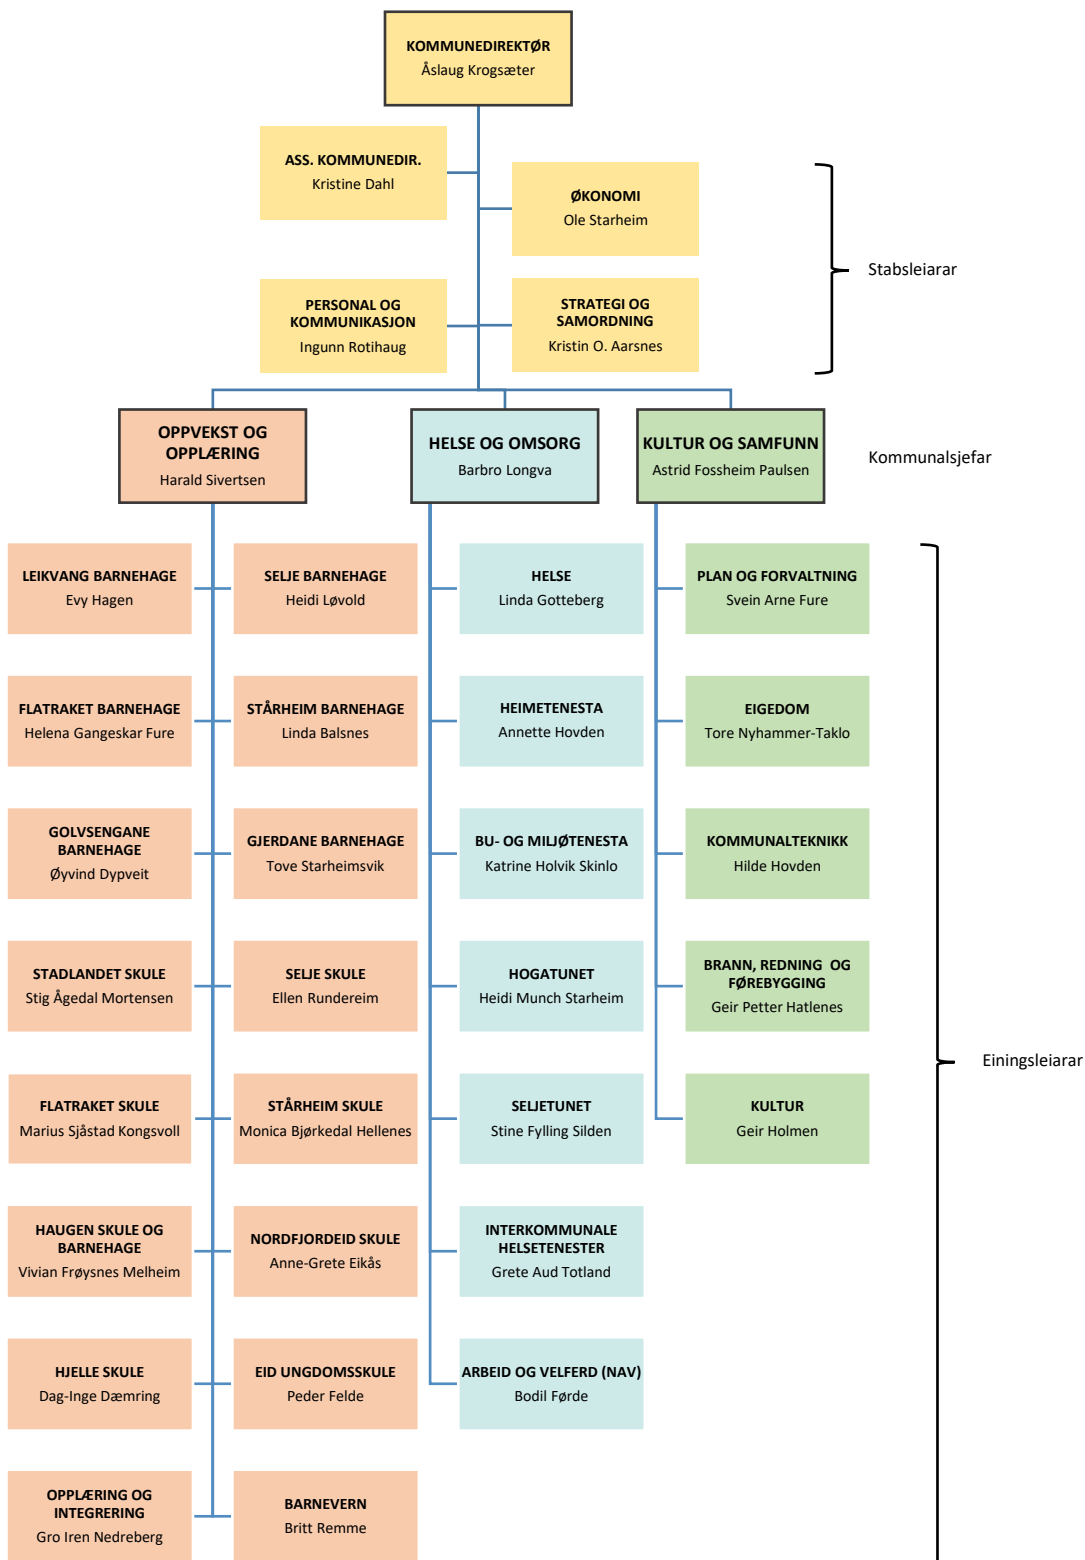 KOMMUNEDIREKTØR
Åslaug Krogsæter
ASS. KOMMUNEDIR.
Kristine Dahl
ØKONOMI
Ole Starheim
Stabsleiarar
PERSONAL OG
KOMMUNIKASJON
Ingunn Rotihaug
STRATEGI OG
SAMORDNING
Kristin O. Aarsnes
OPPVEKST OG
OPPLÆRING
Harald Sivertsen
HELSE OG OMSORG
Barbro Longva
KULTUR OG SAMFUNN
Astrid Fossheim Paulsen
Kommunalsjefar
LEIKVANG BARNEHAGE
Evy Hagen
SELJE BARNEHAGE
Heidi Løvold
HELSE
Linda Gotteberg
PLAN OG FORVALTNING
Svein Arne Fure
FLATRAKET BARNEHAGE
Helena Gangeskar Fure
STÅRHEIM BARNEHAGE
Linda Balsnes
HEIMETENESTA
Annette Hovden
EIGEDOM
Tore Nyhammer-Taklo
GOLVSENGANE
BARNEHAGE
Øyvind Dypveit
GJERDANE BARNEHAGE
Tove Starheimsvik
BU- OG MILJØTENESTA
Katrine Holvik Skinlo
KOMMUNALTEKNIKK
Hilde Hovden
STADLANDET SKULE
Stig Ågedal Mortensen
SELJE SKULE
Ellen Rundereim
HOGATUNET
Heidi Munch Starheim
BRANN, REDNING  OG
FØREBYGGING
Geir Petter Hatlenes
Einingsleiarar
FLATRAKET SKULE
Marius Sjåstad Kongsvoll
STÅRHEIM SKULE
Monica Bjørkedal Hellenes
SELJETUNET
Stine Fylling Silden
KULTUR
Geir Holmen
HAUGEN SKULE OG
BARNEHAGE
Vivian Frøysnes Melheim
NORDFJORDEID SKULE
Anne-Grete Eikås
INTERKOMMUNALE
HELSETENESTER
Grete Aud Totland
HJELLE SKULE
Dag-Inge Dæmring
EID UNGDOMSSKULE
Peder Felde
ARBEID OG VELFERD (NAV)
Bodil Førde
OPPLÆRING OG
INTEGRERING
Gro Iren Nedreberg
BARNEVERN
Britt Remme